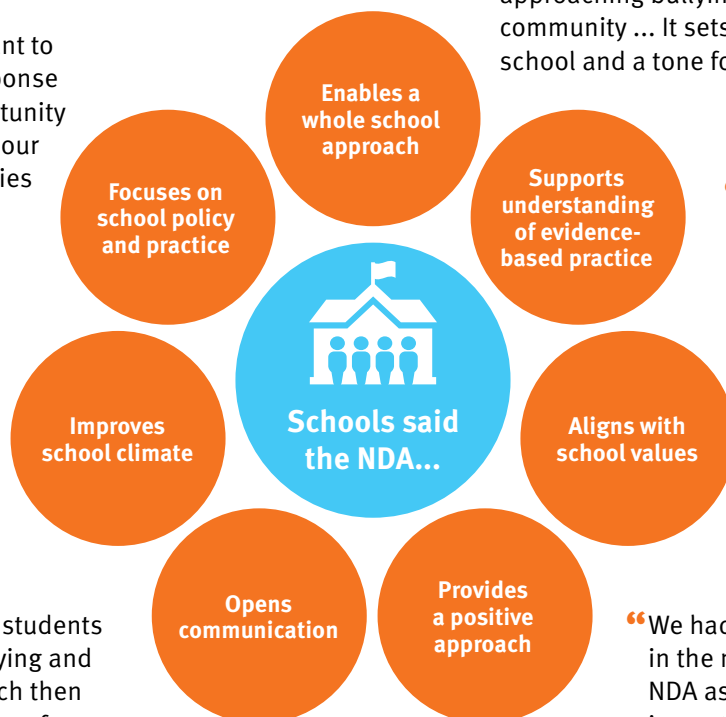 approaching bullying
community ... It sets
school and a tone fo
nt to
onse
tunity
our
ies
Enables a
whole school
approach
Focuses on
school policy
and practice
Supports
understanding
of evidence-
based practice
Schools said
the NDA...
Improves
school climate
Aligns with
school values
Opens
communication
Provides
a positive
approach
students
ying and
ch then
“We had
in the
NDA as